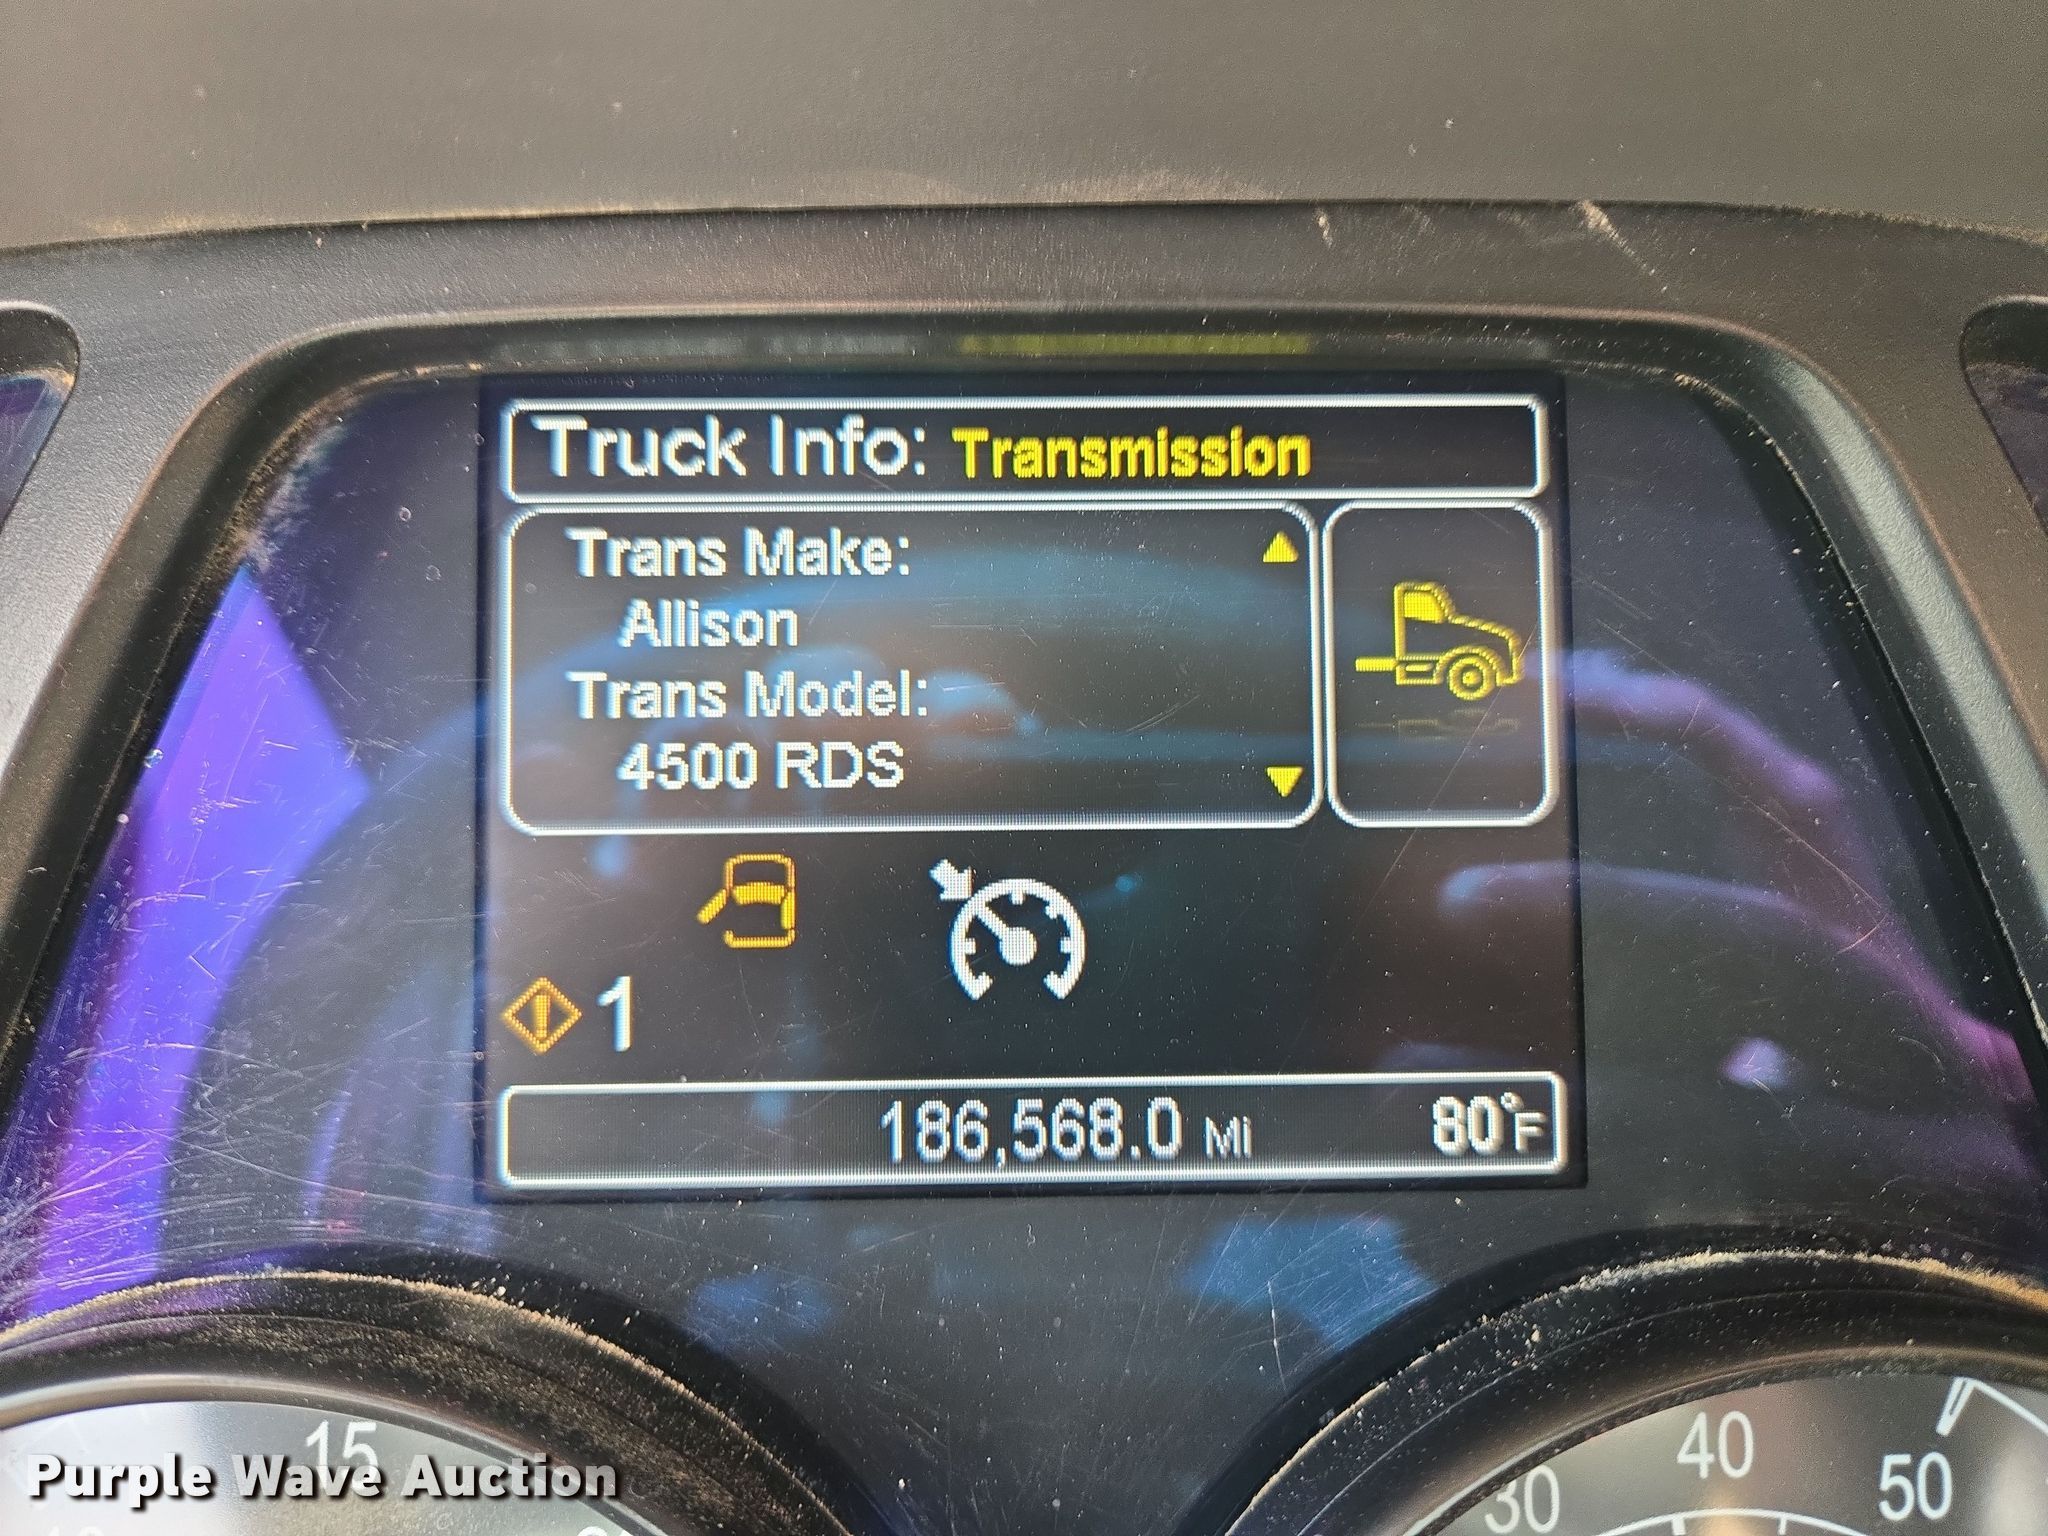 Truck Info: Transmission
Trans Make:
Allison
Trans Model:
4500 RDS
1
186,568.0 Mi 80°F
15
30 40 50
Purple Wave Auction